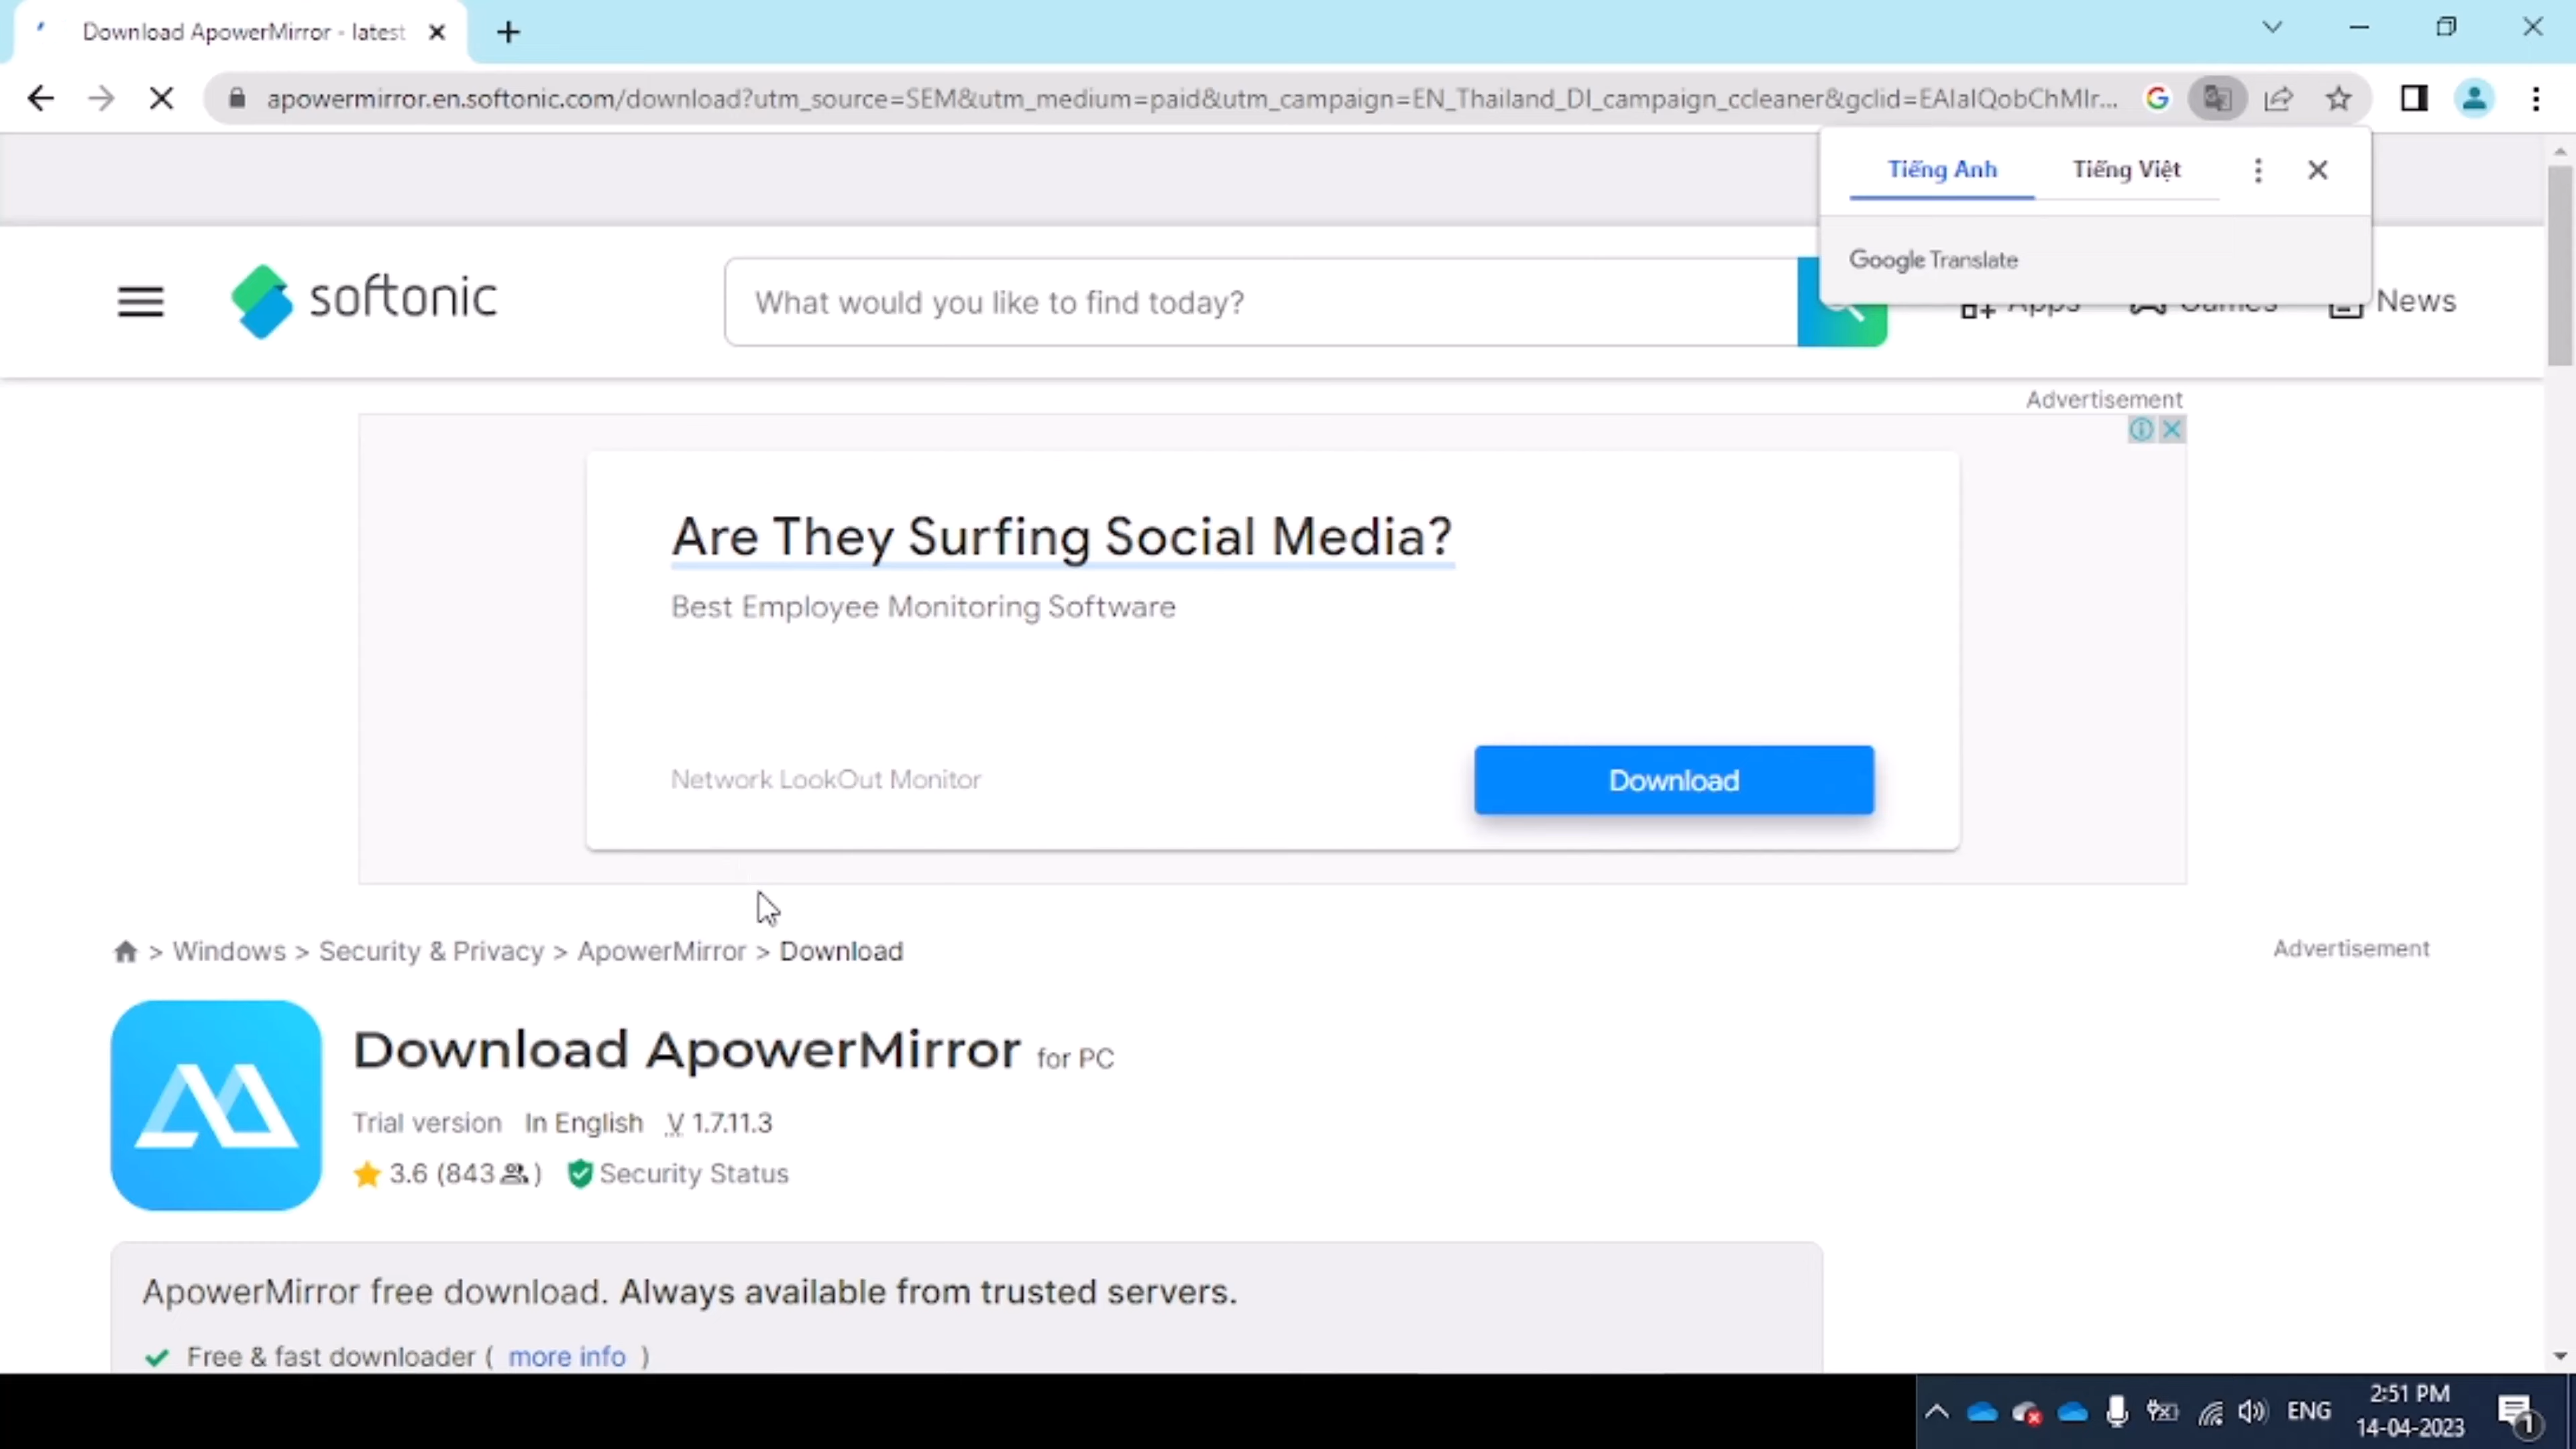 Download ApowerMirror - latest
apowermirror.en.softonic.com/download?utm_source=SEM&utm_medium=paid&utm_campaign=EN_Thailand_DI_campaign_ccleaner&gclid=EAIaIQobChMIr...
Tiếng Anh Tiếng Việt
Google Translate
softonic
What would you like to find today?
Apps Games News
Advertisement
Are They Surfing Social Media?
Best Employee Monitoring Software
Network LookOut Monitor
Download
> Windows > Security & Privacy > ApowerMirror > Download
Advertisement
Download ApowerMirror for PC
Trial version In English V 1.7.11.3
3.6 (843 ) Security Status
ApowerMirror free download. Always available from trusted servers.
Free & fast downloader ( more info )
ENG
2:51 PM
14-04-2023
1